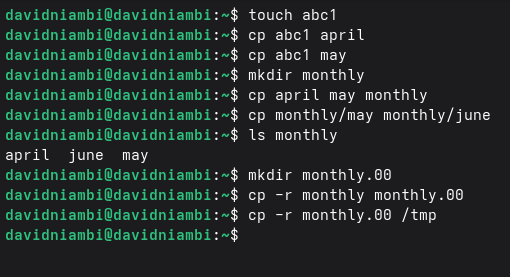 davidniambi@davidniambi:~$ touch abc1
davidniambi@davidniambi:~$ cp abc1 april
davidniambi@davidniambi:~$ cp abc1 may
davidniambi@davidniambi:~$ mkdir monthly
davidniambi@davidniambi:~$ cp april may monthly
davidniambi@davidniambi:~$ cp monthly/may monthly/june
davidniambi@davidniambi:~$ ls monthly
april  june  may
davidniambi@davidniambi:~$ mkdir monthly.00
davidniambi@davidniambi:~$ cp -r monthly monthly.00
davidniambi@davidniambi:~$ cp -r monthly.00 /tmp
davidniambi@davidniambi:~$